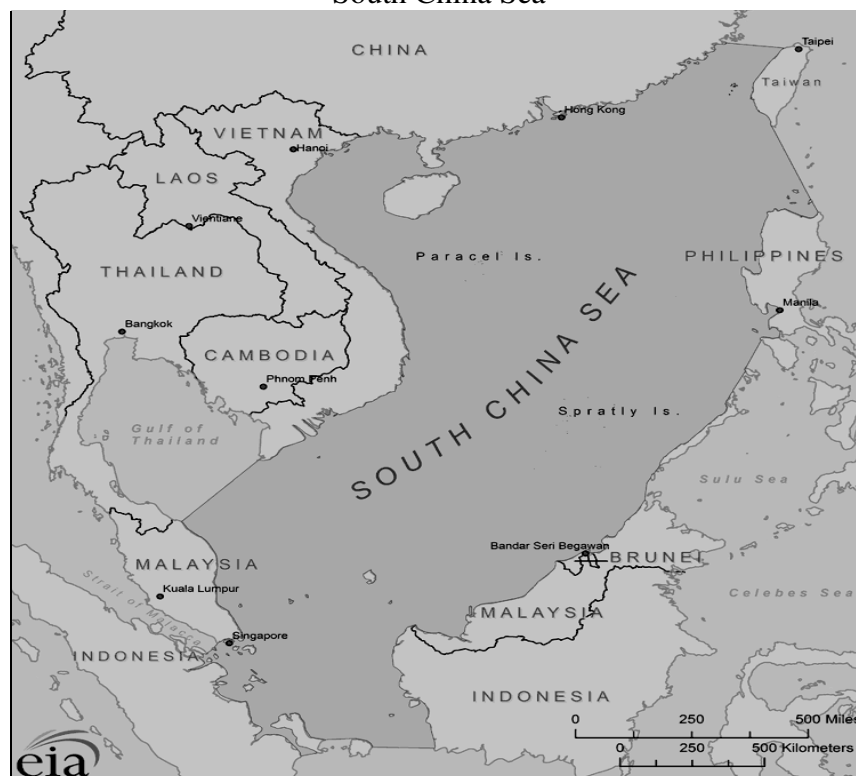 South China Sea
CHINA
Taipei
Taiwan
Hong Kong
VIETNAM
Hanoi
LAOS
Vientiane
Paracel Is.
PHILIPPINES
THAILAND
Manila
Bangkok
CAMBODIA
Phnom Penh
SOUTH CHINA SEA
Spratly Is.
Gulf of
Thailand
Sulu Sea
Bandar Seri Begawan
BRUNEI
MALAYSIA
Kuala Lumpur
Strait of Malacca
Celebes Sea
MALAYSIA
Singapore
INDONESIA
INDONESIA
0 250 500 Miles
0 250 500 Kilometers
eia